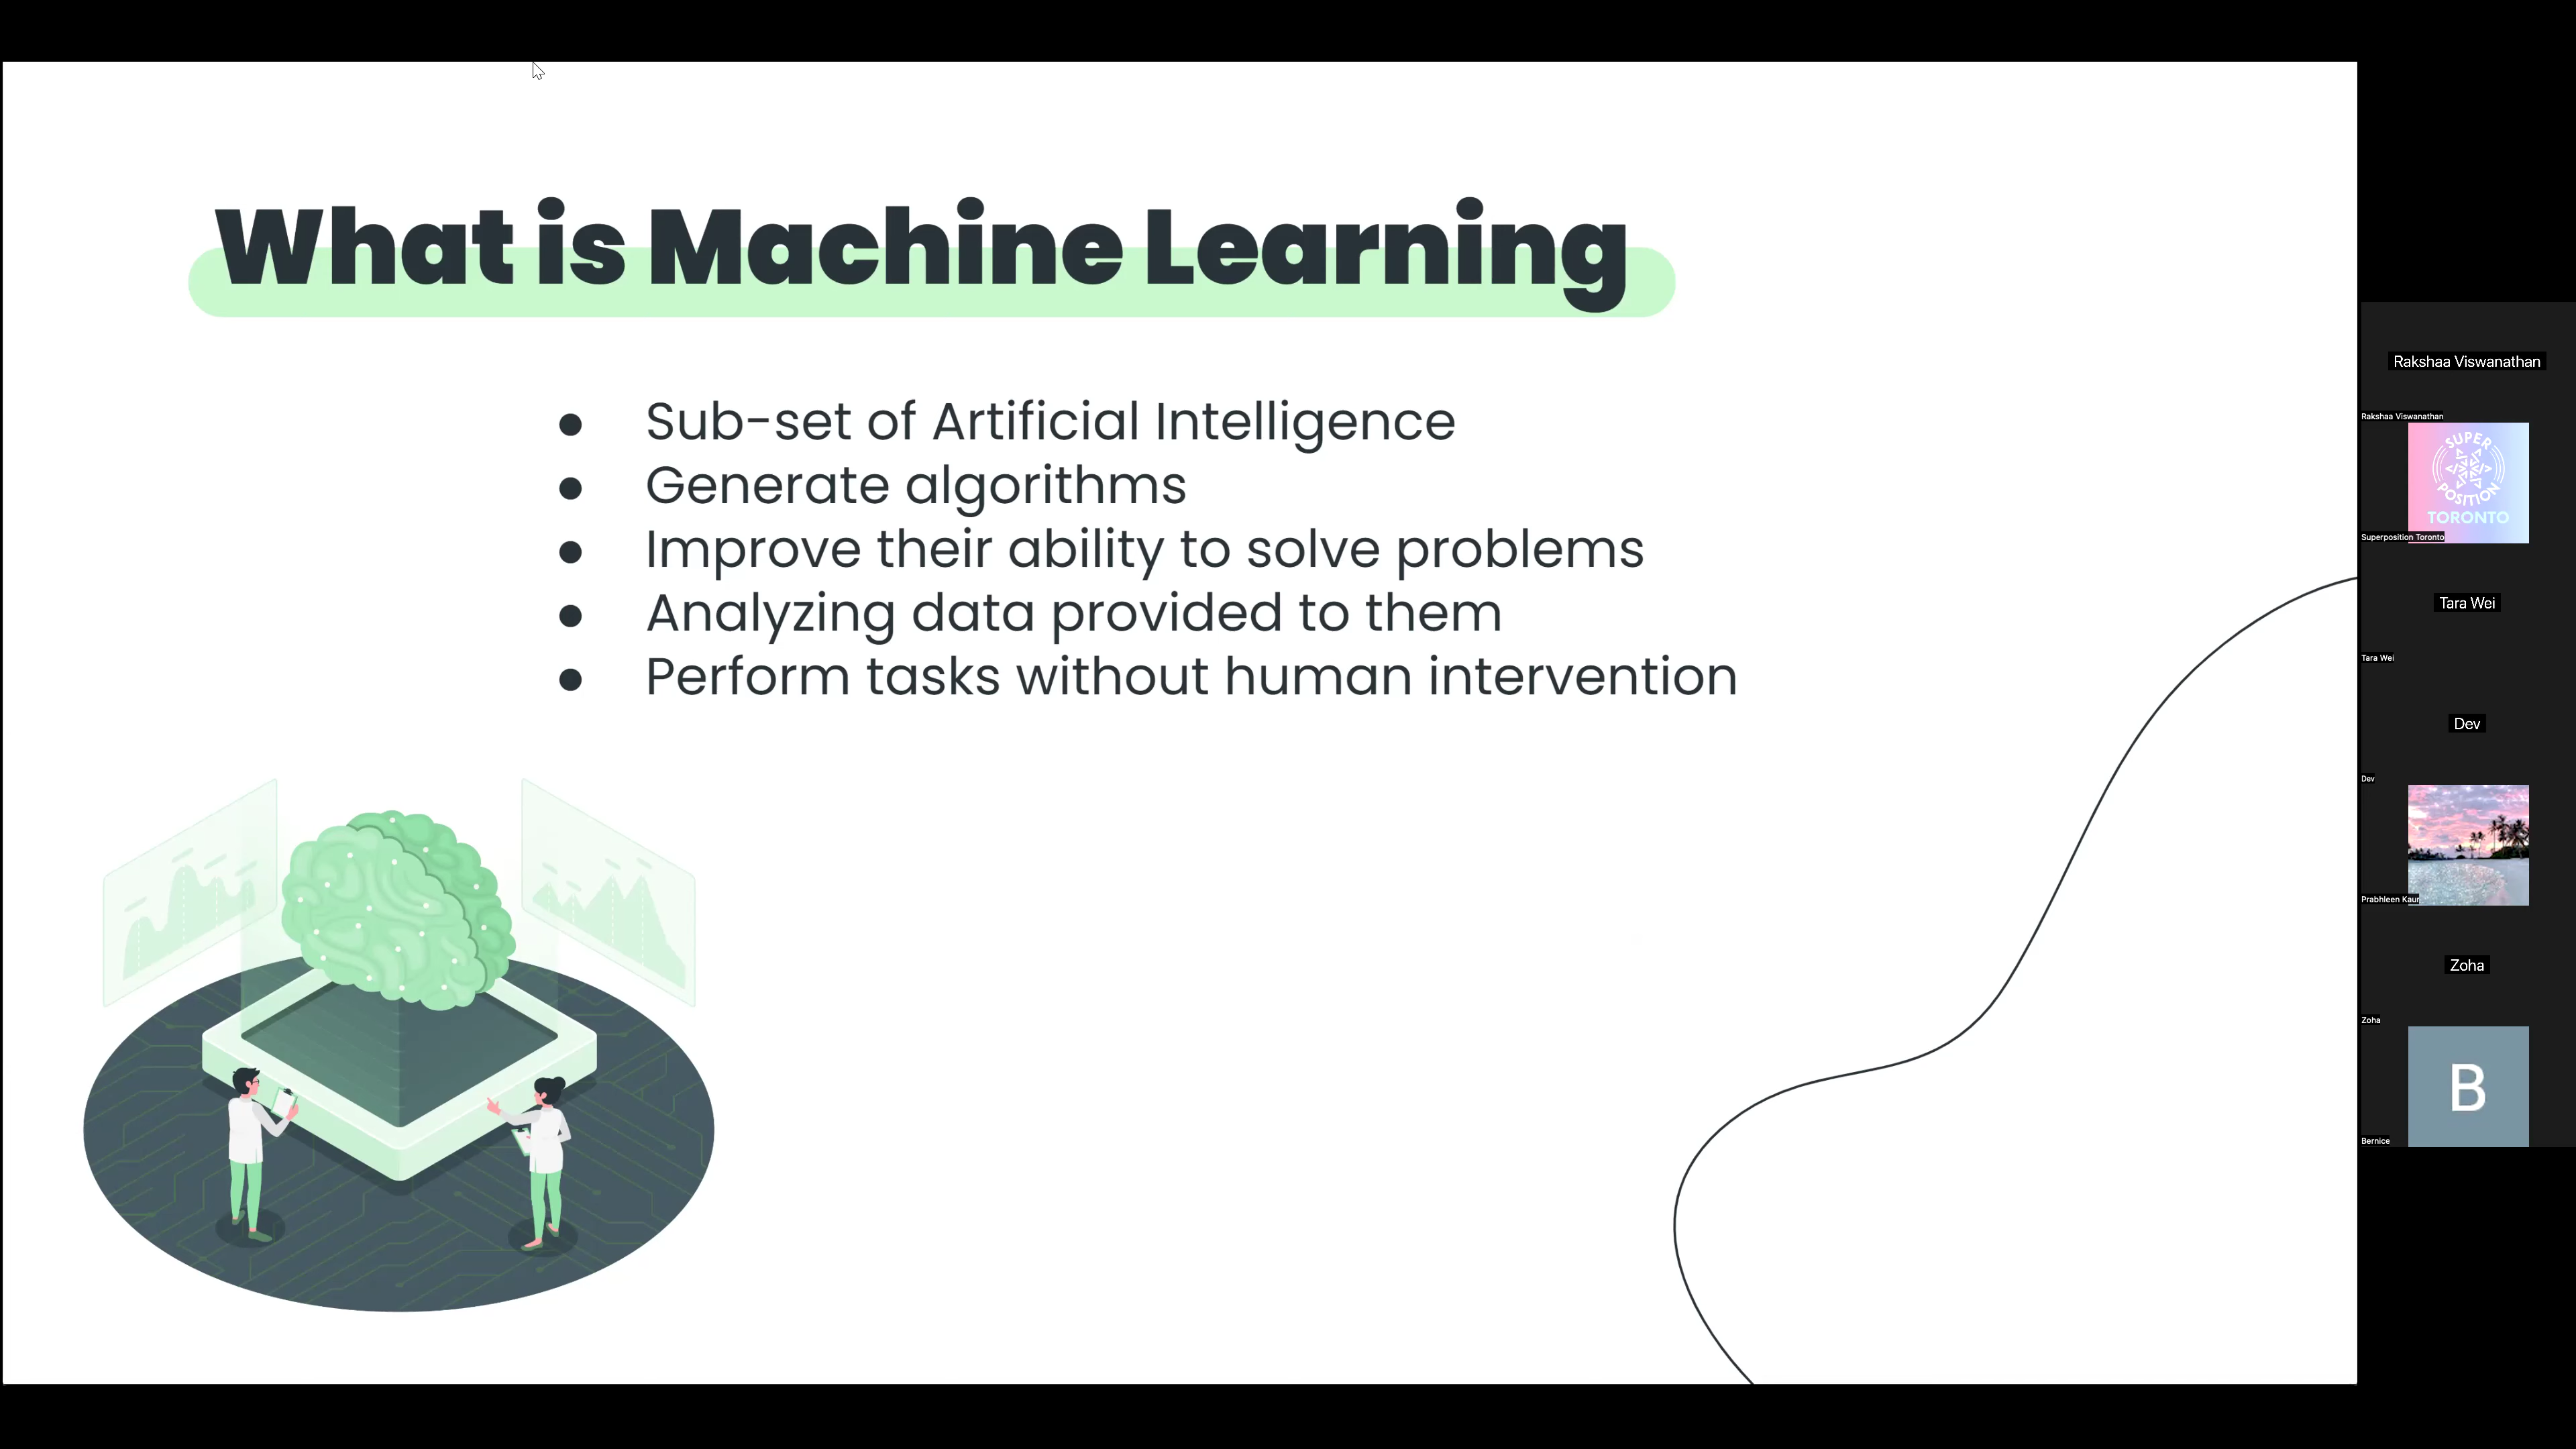 What is Machine Learning
● Sub-set of Artificial Intelligence
● Generate algorithms
● Improve their ability to solve problems
● Analyzing data provided to them
● Perform tasks without human intervention
Rakshaa Viswanathan
Rakshaa Viswanathan
SUPER
POSITION
TORONTO
Superposition Toronto
Tara Wei
Tara Wei
Dev
Dev
Prabhleen Kaur
Zoha
Zoha
B
Bernice